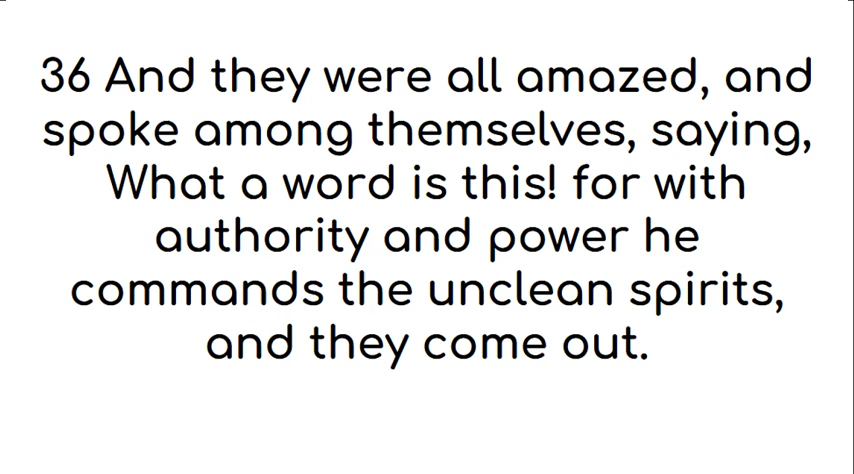 36 And they were all amazed, and
spoke among themselves, saying,
What a word is this! for with
authority and power he
commands the unclean spirits,
and they come out.